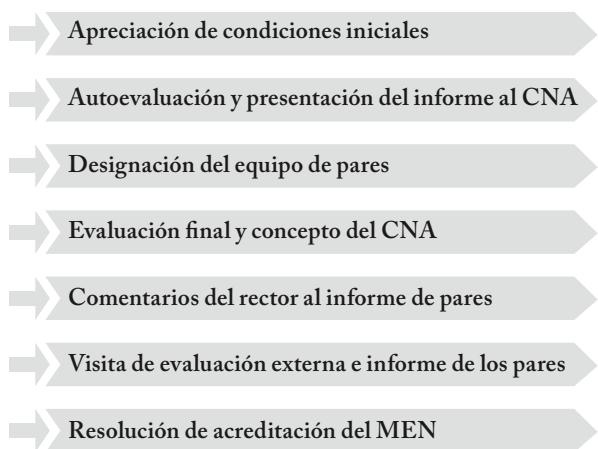 Apreciación de condiciones iniciales
Autoevaluación y presentación del informe al CNA
Designación del equipo de pares
Evaluación final y concepto del CNA
Comentarios del rector al informe de pares
Visita de evaluación externa e informe de los pares
Resolución de acreditación del MEN